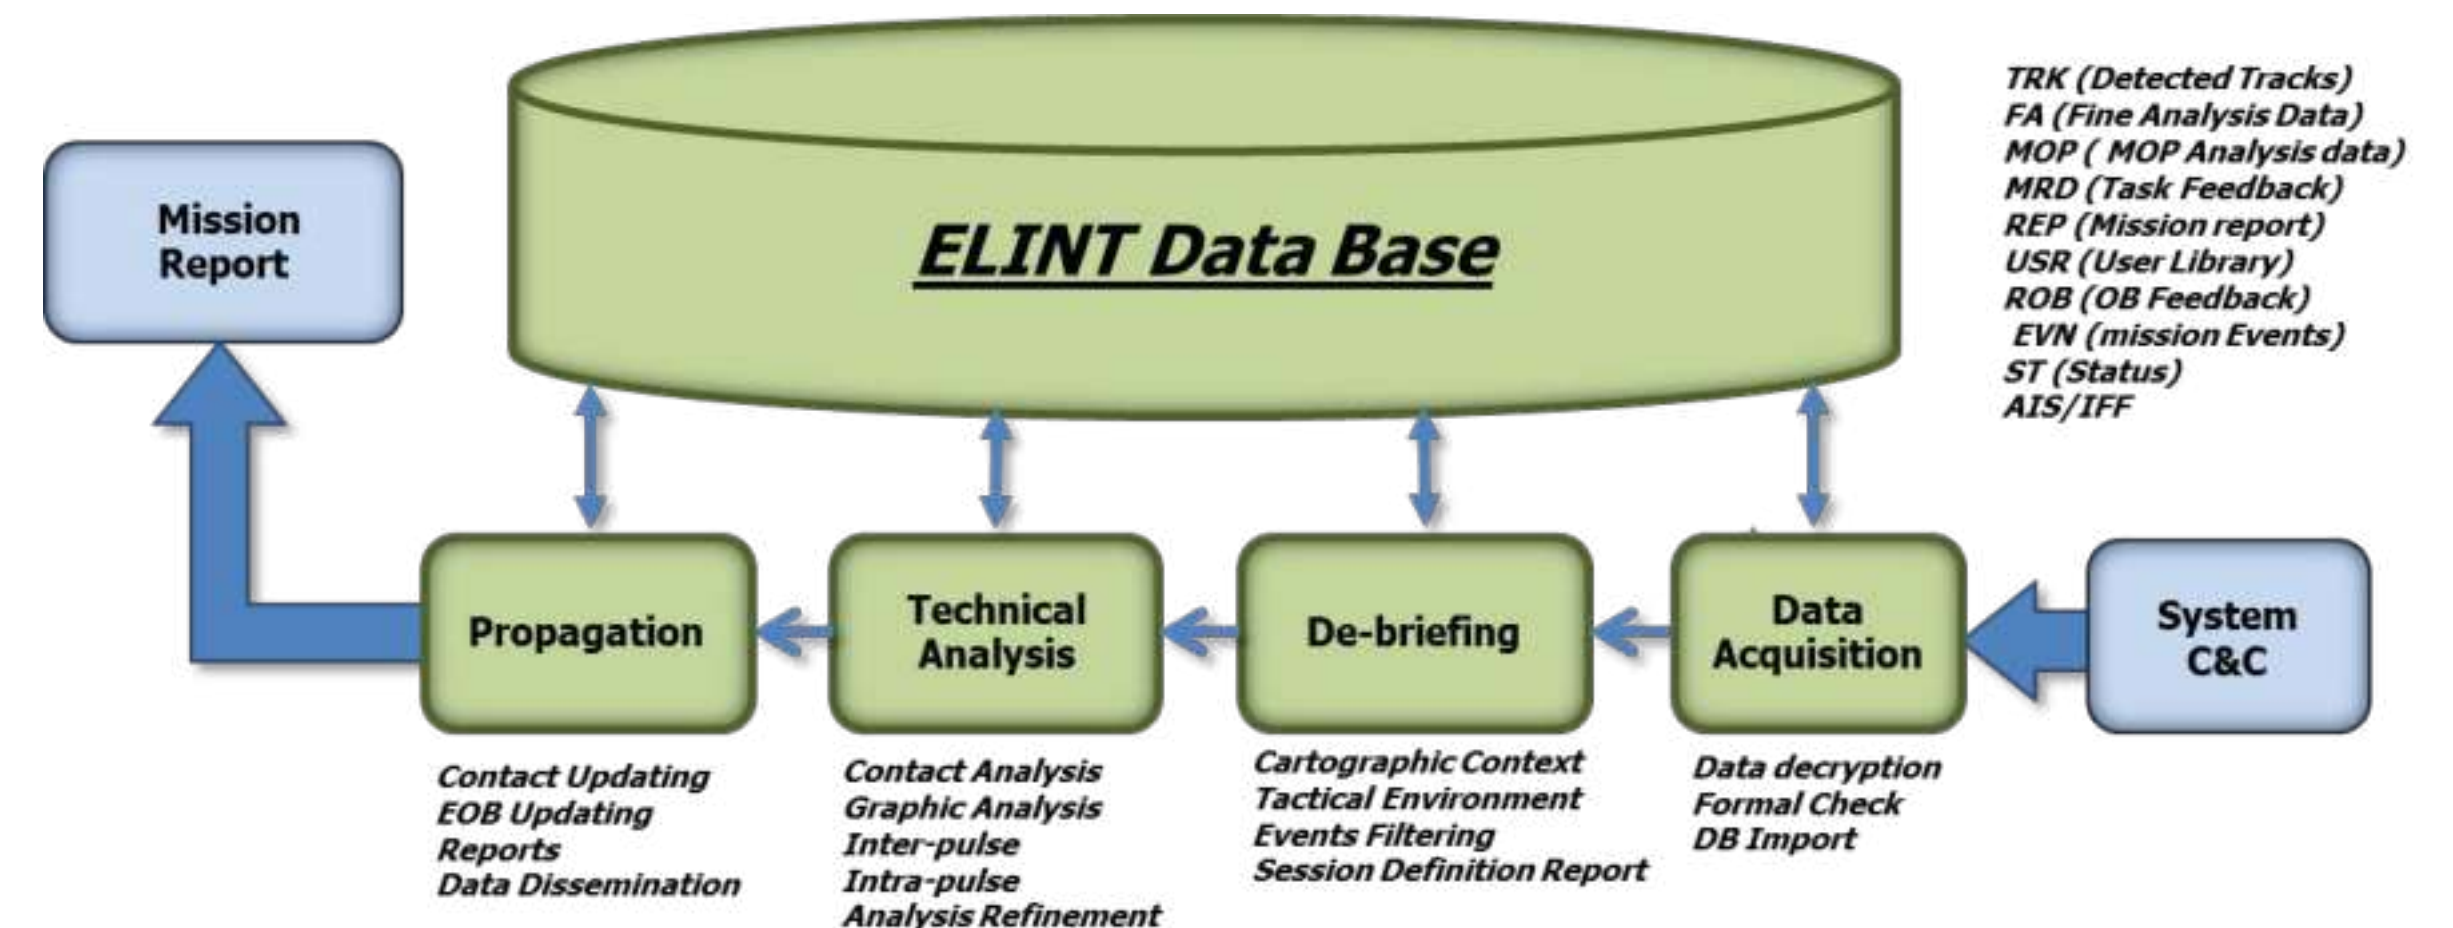 TRK (Detected Tracks)
FA (Fine Analysis Data)
MOP ( MOP Analysis data)
MRD (Task Feedback)
REP (Mission report)
USR (User Library)
ROB (OB Feedback)
EVN (mission Events)
ST (Status)
AIS/IFF
Mission
Report
ELINT Data Base
Propagation
Technical
Analysis
De-briefing
Data
Acquisition
System
C&C
Contact Updating
EOB Updating
Reports
Data Dissemination
Contact Analysis
Graphic Analysis
Inter-pulse
Intra-pulse
Analysis Refinement
Cartographic Context
Tactical Environment
Events Filtering
Session Definition Report
Data decryption
Formal Check
DB Import